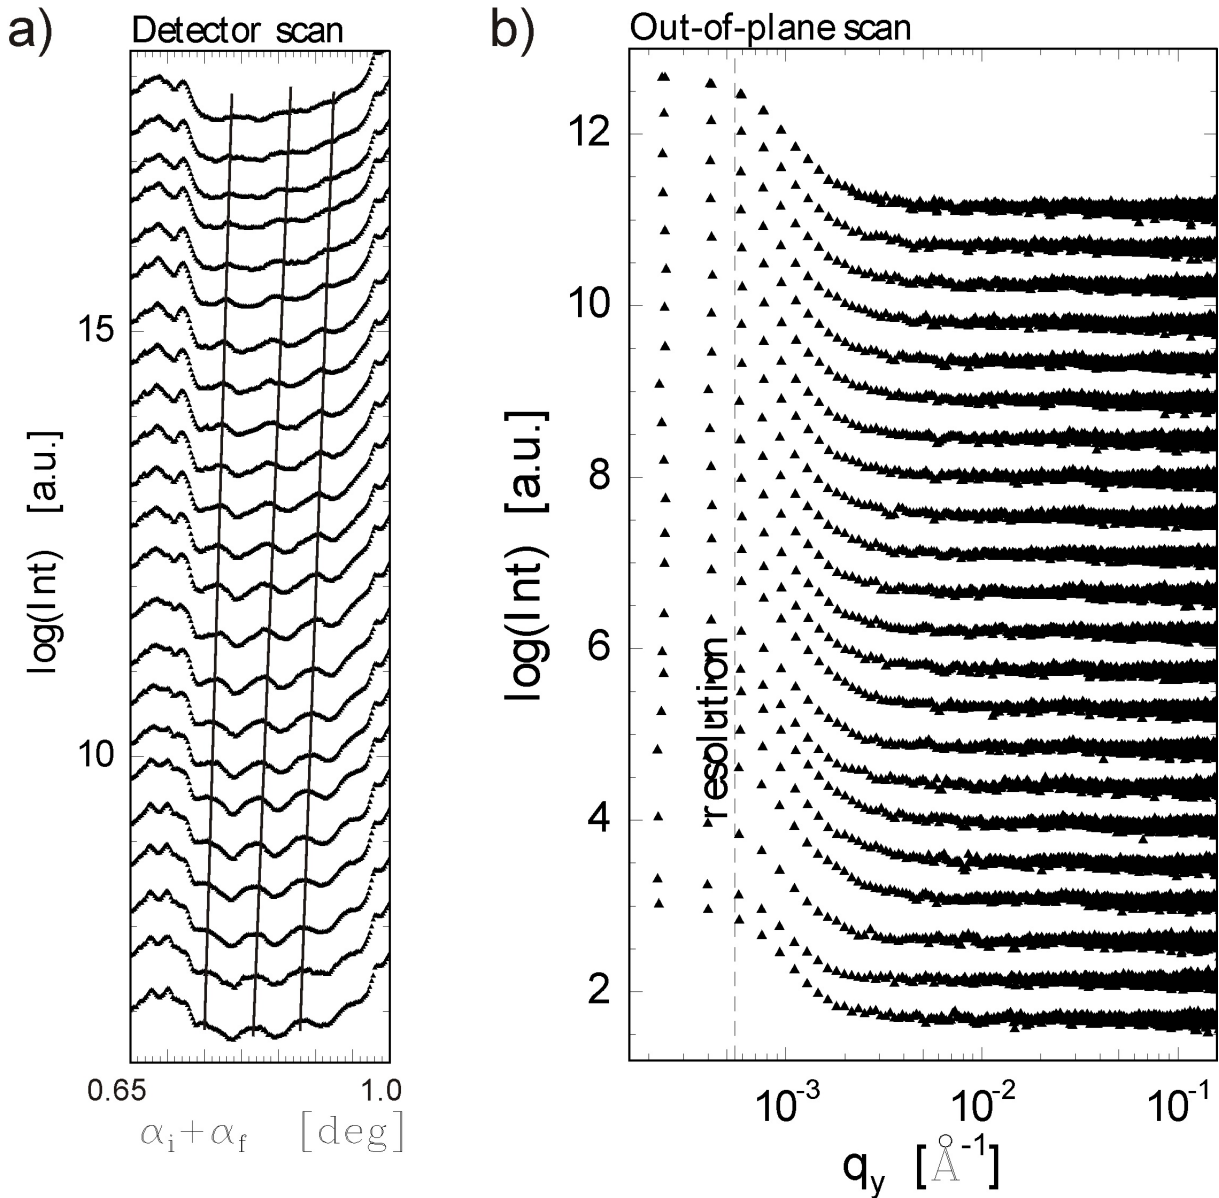 a)
Detector scan
15
10
log(Int) [a.u.]
0.65
1.0
αi+αf [deg]
b)
Out-of-plane scan
12
10
8
6
4
2
log(Int) [a.u.]
resolution
10-3
10-2
10-1
qy [Å-1]